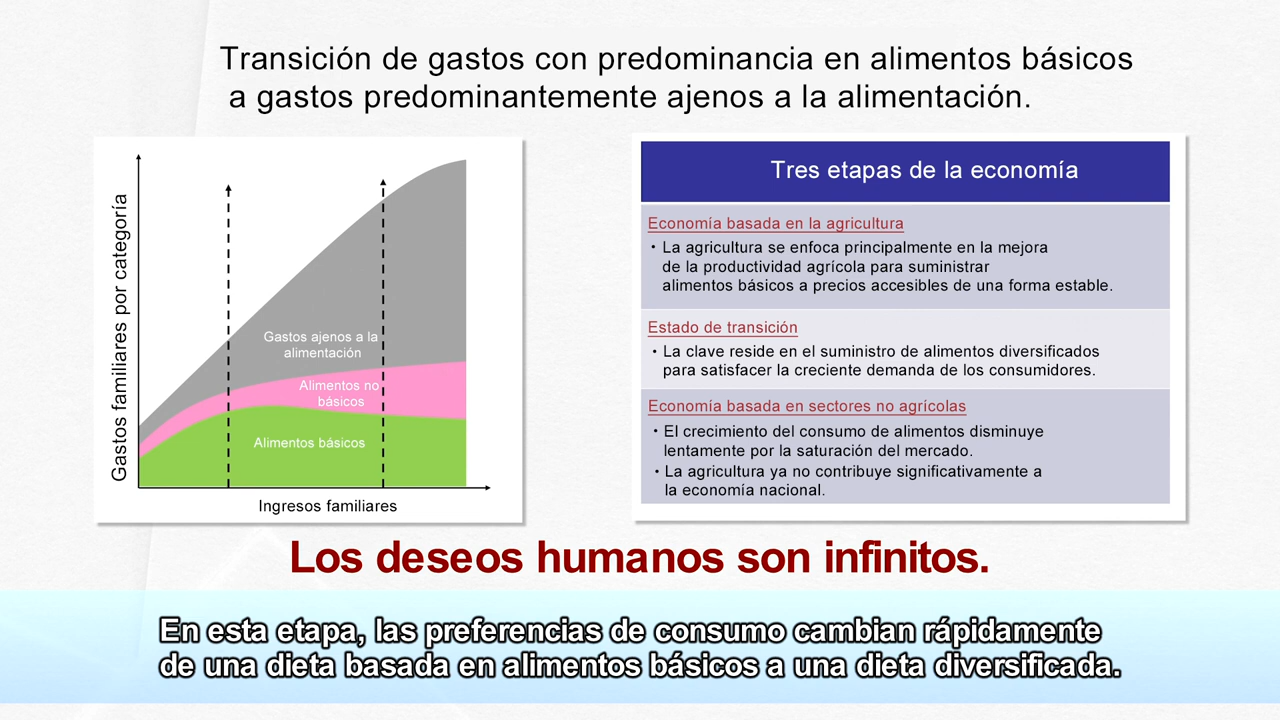 Transición de gastos con predominancia en alimentos básicos
a gastos predominantemente ajenos a la alimentación.
Gastos familiares por categoría
Gastos ajenos a la
alimentación
Alimentos no
básicos
Alimentos básicos
Ingresos familiares
Tres etapas de la economía
Economía basada en la agricultura
・La agricultura se enfoca principalmente en la mejora
de la productividad agrícola para suministrar
alimentos básicos a precios accesibles de una forma estable.
Estado de transición
・La clave reside en el suministro de alimentos diversificados
para satisfacer la creciente demanda de los consumidores.
Economía basada en sectores no agrícolas
・El crecimiento del consumo de alimentos disminuye
lentamente por la saturación del mercado.
・La agricultura ya no contribuye significativamente a
la economía nacional.
Los deseos humanos son infinitos.
En esta etapa, las preferencias de consumo cambian rápidamente
de una dieta basada en alimentos básicos a una dieta diversificada.